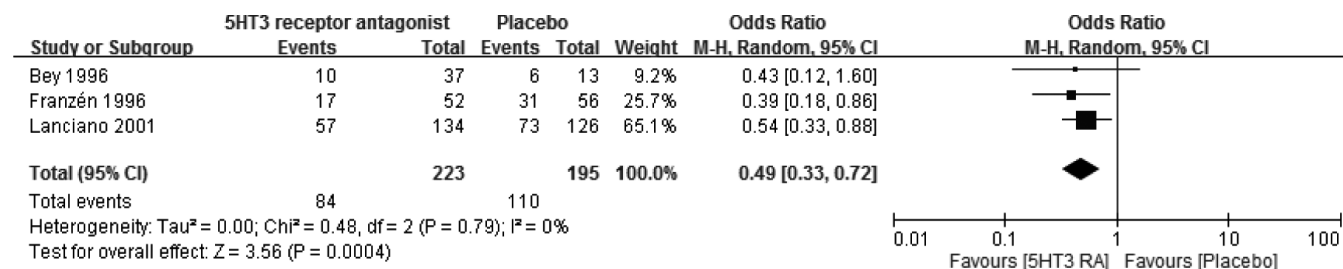 5HT3 receptor antagonist Placebo Odds Ratio Odds Ratio
Study or Subgroup Events Total Events Total Weight M-H, Random, 95% CI M-H, Random, 95% CI
Bey 1996 10 37 6 13 9.2% 0.43 [0.12, 1.60]
Franzén 1996 17 52 31 56 25.7% 0.39 [0.18, 0.86]
Lanciano 2001 57 134 73 126 65.1% 0.54 [0.33, 0.88]
Total (95% CI) 223 195 100.0% 0.49 [0.33, 0.72]
Total events 84 110
Heterogeneity: Tau² = 0.00; Chi² = 0.48, df = 2 (P = 0.79); I² = 0%
Test for overall effect: Z = 3.56 (P = 0.0004)
0.01 0.1 1 10 100
Favours [5HT3 RA] Favours [Placebo]